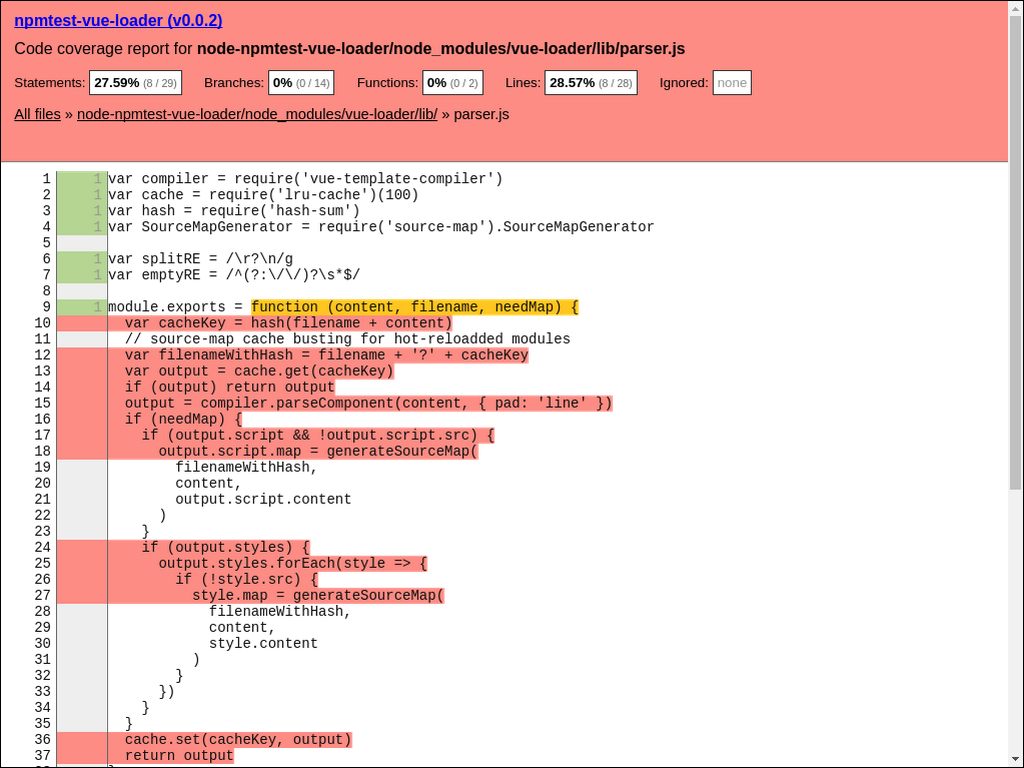 npmtest-vue-loader (v0.0.2)
Code coverage report for node-npmtest-vue-loader/node_modules/vue-loader/lib/parser.js
Statements: 27.59% (8 / 29) Branches: 0% (0 / 14) Functions: 0% (0 / 2) Lines: 28.57% (8 / 28) Ignored: none
All files » node-npmtest-vue-loader/node_modules/vue-loader/lib/ » parser.js
1 1 var compiler = require('vue-template-compiler')
2 1 var cache = require('lru-cache')(100)
3 1 var hash = require('hash-sum')
4 1 var SourceMapGenerator = require('source-map').SourceMapGenerator
5
6 1 var splitRE = /\r?\n/g
7 1 var emptyRE = /^(?:\/\/)?\s*$/
8
9 1 module.exports = function (content, filename, needMap) {
10   var cacheKey = hash(filename + content)
11   // source-map cache busting for hot-reloadded modules
12   var filenameWithHash = filename + '?' + cacheKey
13   var output = cache.get(cacheKey)
14   if (output) return output
15   output = compiler.parseComponent(content, { pad: 'line' })
16   if (needMap) {
17     if (output.script && !output.script.src) {
18       output.script.map = generateSourceMap(
19         filenameWithHash,
20         content,
21         output.script.content
22       )
23     }
24     if (output.styles) {
25       output.styles.forEach(style => {
26         if (!style.src) {
27           style.map = generateSourceMap(
28             filenameWithHash,
29             content,
30             style.content
31           )
32         }
33       })
34     }
35   }
36   cache.set(cacheKey, output)
37   return output